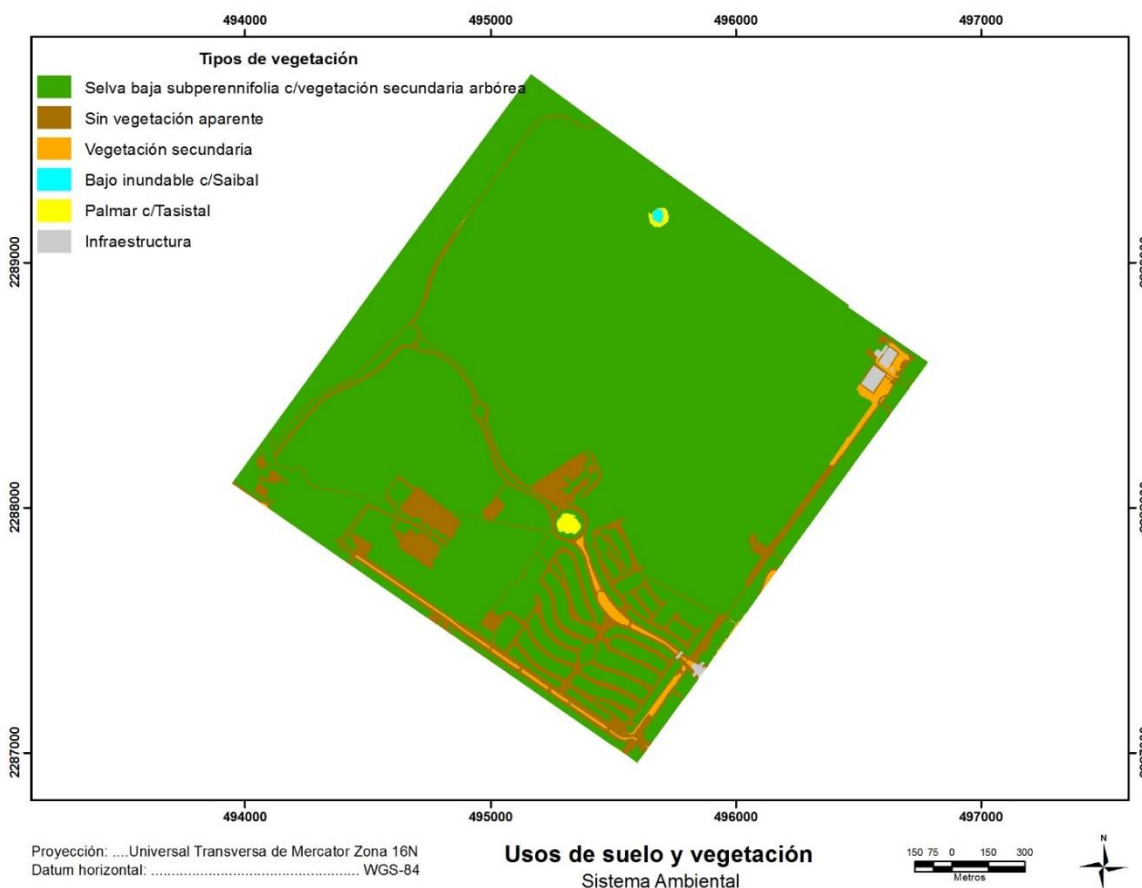 494000 495000 496000 497000
Tipos de vegetación
Selva baja subperennifolia c/vegetación secundaria arbórea
Sin vegetación aparente
Vegetación secundaria
Bajo inundable c/Saibal
Palmar c/Tasistal
Infraestructura
2289000
2288000
2287000
494000 495000 496000 497000
Proyección: ....Universal Transversa de Mercator Zona 16N
Datum horizontal: .................................................... WGS-84
Usos de suelo y vegetación
Sistema Ambiental
150 75 0 150 300
Metros
N